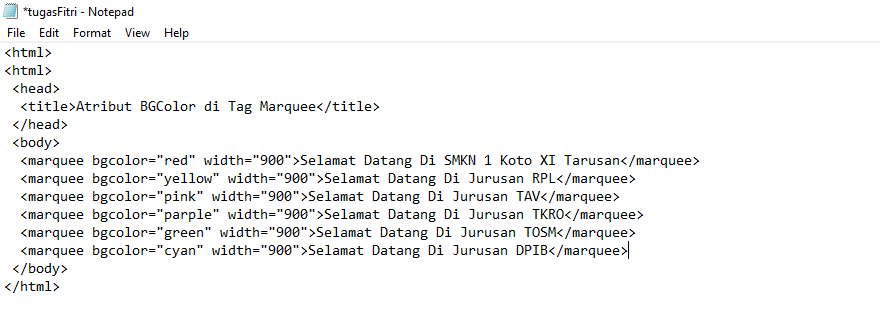 *tugasFitri - Notepad
File Edit Format View Help
<html>
<html>
<head>
<title>Atribut BGColor di Tag Marquee</title>
</head>
<body>
<marquee bgcolor="red" width="900">Selamat Datang Di SMKN 1 Koto XI Tarusan</marquee>
<marquee bgcolor="yellow" width="900">Selamat Datang Di Jurusan RPL</marquee>
<marquee bgcolor="pink" width="900">Selamat Datang Di Jurusan TAV</marquee>
<marquee bgcolor="parple" width="900">Selamat Datang Di Jurusan TKRO</marquee>
<marquee bgcolor="green" width="900">Selamat Datang Di Jurusan TOSM</marquee>
<marquee bgcolor="cyan" width="900">Selamat Datang Di Jurusan DPIB</marquee>
</body>
</html>